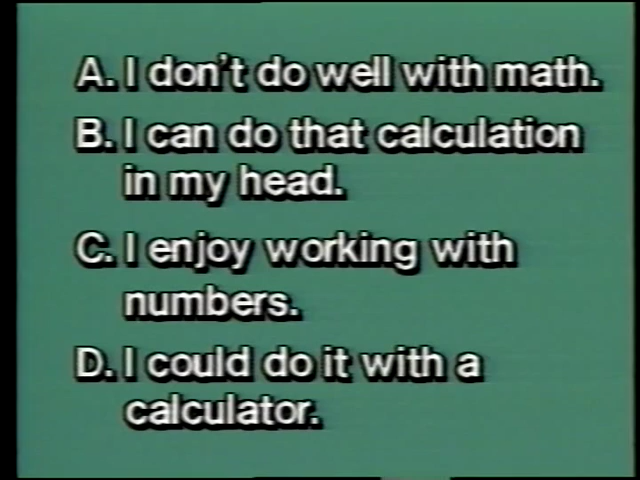 A. I don't do well with math.
B. I can do that calculation
in my head.
C. I enjoy working with
numbers.
D. I could do it with a
calculator.